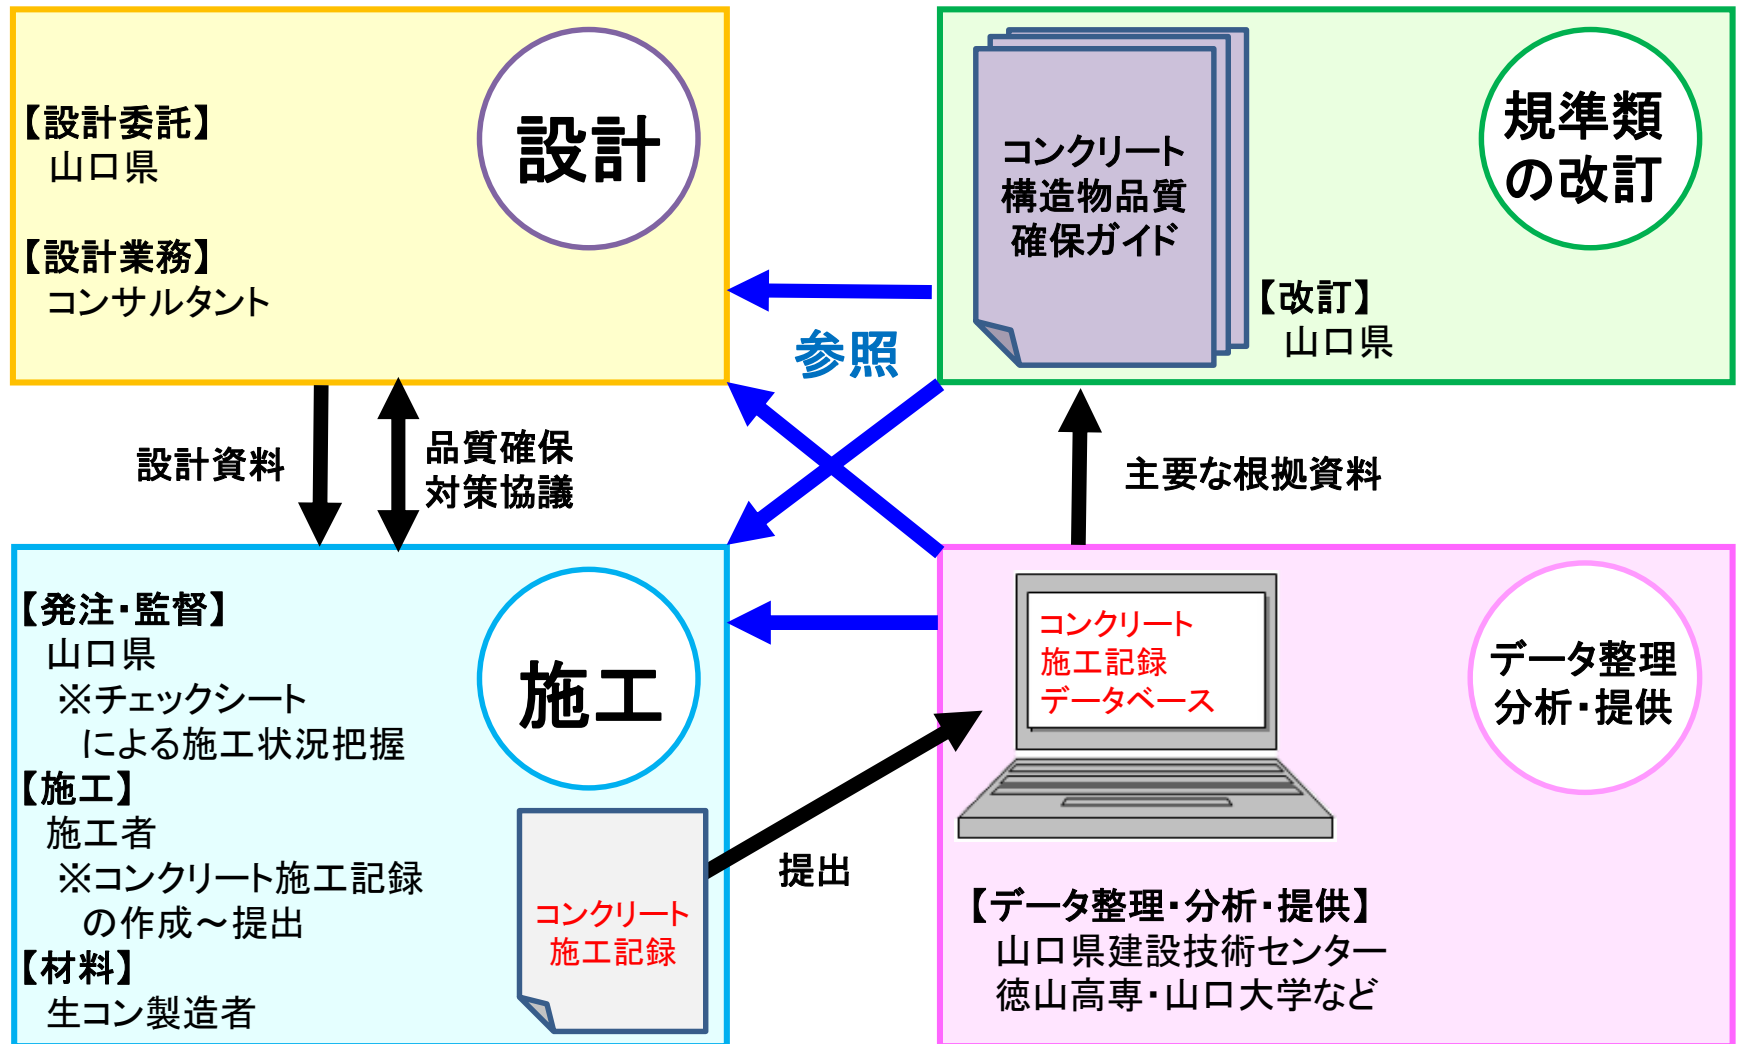 設計
【設計委託】
山口県
【設計業務】
コンサルタント
規準類
の改訂
コンクリート
構造物品質
確保ガイド
【改訂】
山口県
参照
設計資料
品質確保
対策協議
主要な根拠資料
施工
【発注・監督】
山口県
※チェックシート
による施工状況把握
【施工】
施工者
※コンクリート施工記録
の作成～提出
【材料】
生コン製造者
コンクリート
施工記録
提出
コンクリート
施工記録
データベース
データ整理
分析・提供
【データ整理・分析・提供】
山口県建設技術センター
徳山高専・山口大学など